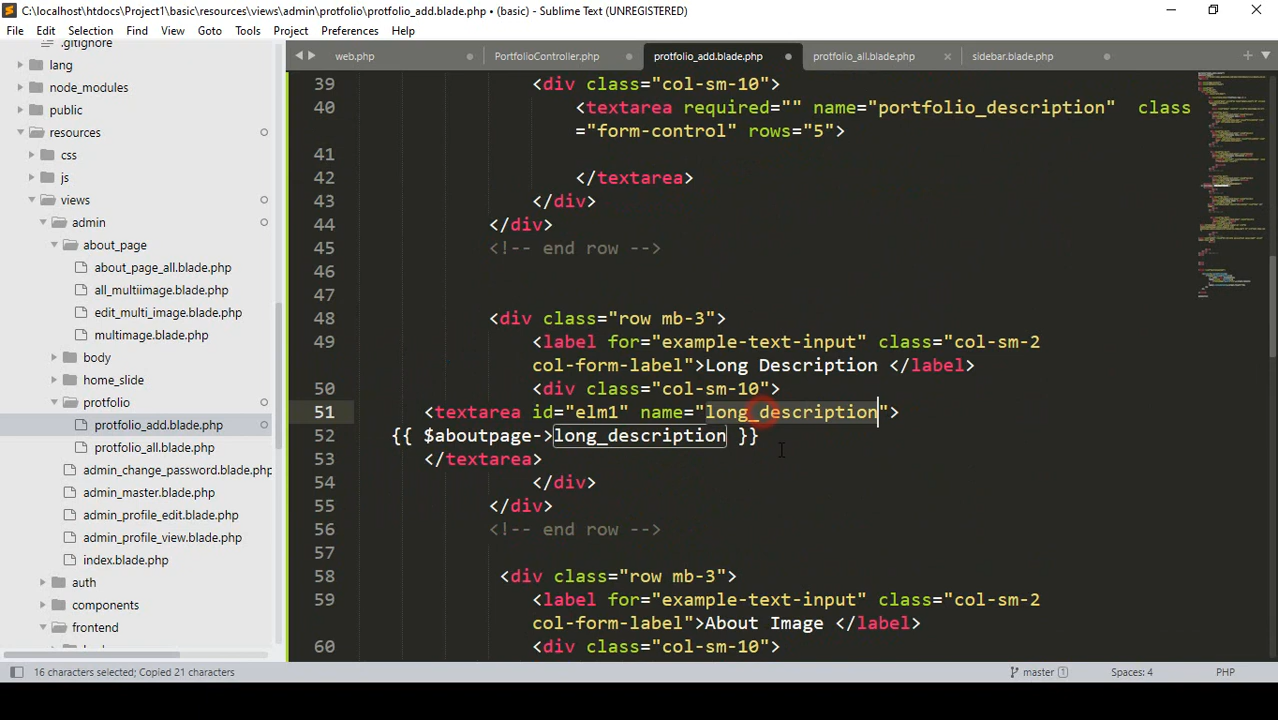 C:\localhost\htdocs\Project1\basic\resources\views\admin\protfolio\protfolio_add.blade.php • (basic) - Sublime Text (UNREGISTERED)
File Edit Selection Find View Goto Tools Project Preferences Help
web.php PortfolioController.php protfolio_add.blade.php protfolio_all.blade.php sidebar.blade.php
.gitignore
lang
node_modules
public
resources
css
js
views
admin
about_page
about_page_all.blade.php
all_multiimage.blade.php
edit_multi_image.blade.php
multimage.blade.php
body
home_slide
protfolio
protfolio_add.blade.php
protfolio_all.blade.php
admin_change_password.blade.php
admin_master.blade.php
admin_profile_edit.blade.php
admin_profile_view.blade.php
index.blade.php
auth
components
frontend
39 <div class="col-sm-10">
40 <textarea required="" name="portfolio_description" class
="form-control" rows="5">
41
42 </textarea>
43 </div>
44 </div>
45 <!-- end row -->
46
47
48 <div class="row mb-3">
49 <label for="example-text-input" class="col-sm-2
col-form-label">Long Description </label>
50 <div class="col-sm-10">
51 <textarea id="elm1" name="long_description">
52 {{ $aboutpage->long_description }}
53 </textarea>
54 </div>
55 </div>
56 <!-- end row -->
57
58 <div class="row mb-3">
59 <label for="example-text-input" class="col-sm-2
col-form-label">About Image </label>
60 <div class="col-sm-10">
16 characters selected; Copied 21 characters master 1 Spaces: 4 PHP